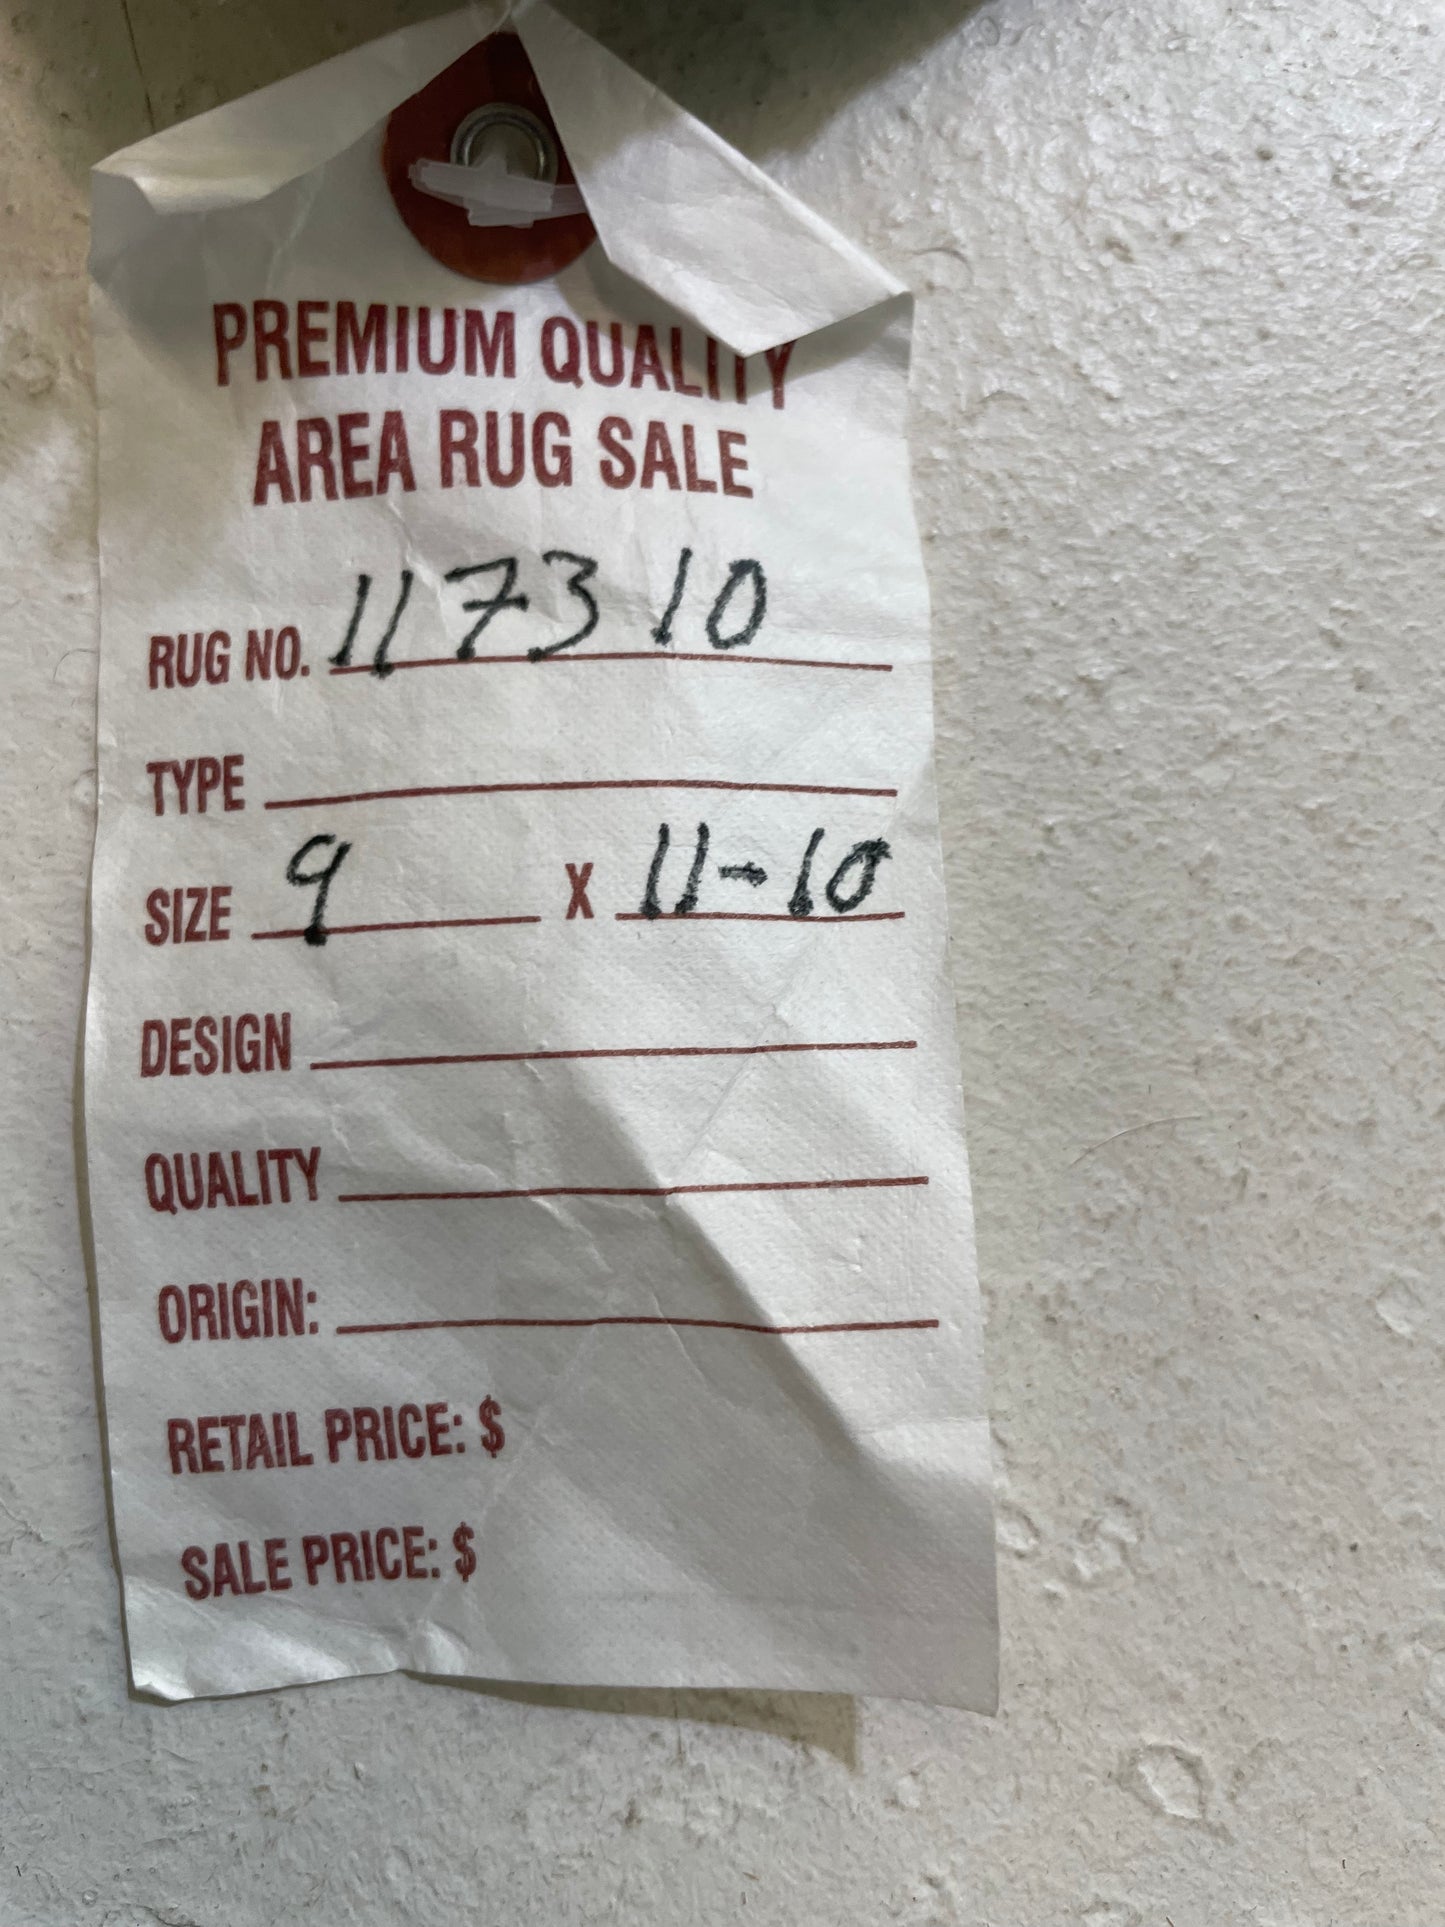 PREMIUM QUALITY
AREA RUG SALE
RUG NO. 117310
TYPE
SIZE 9 X 11-10
DESIGN
QUALITY
ORIGIN:
RETAIL PRICE: $
SALE PRICE: $